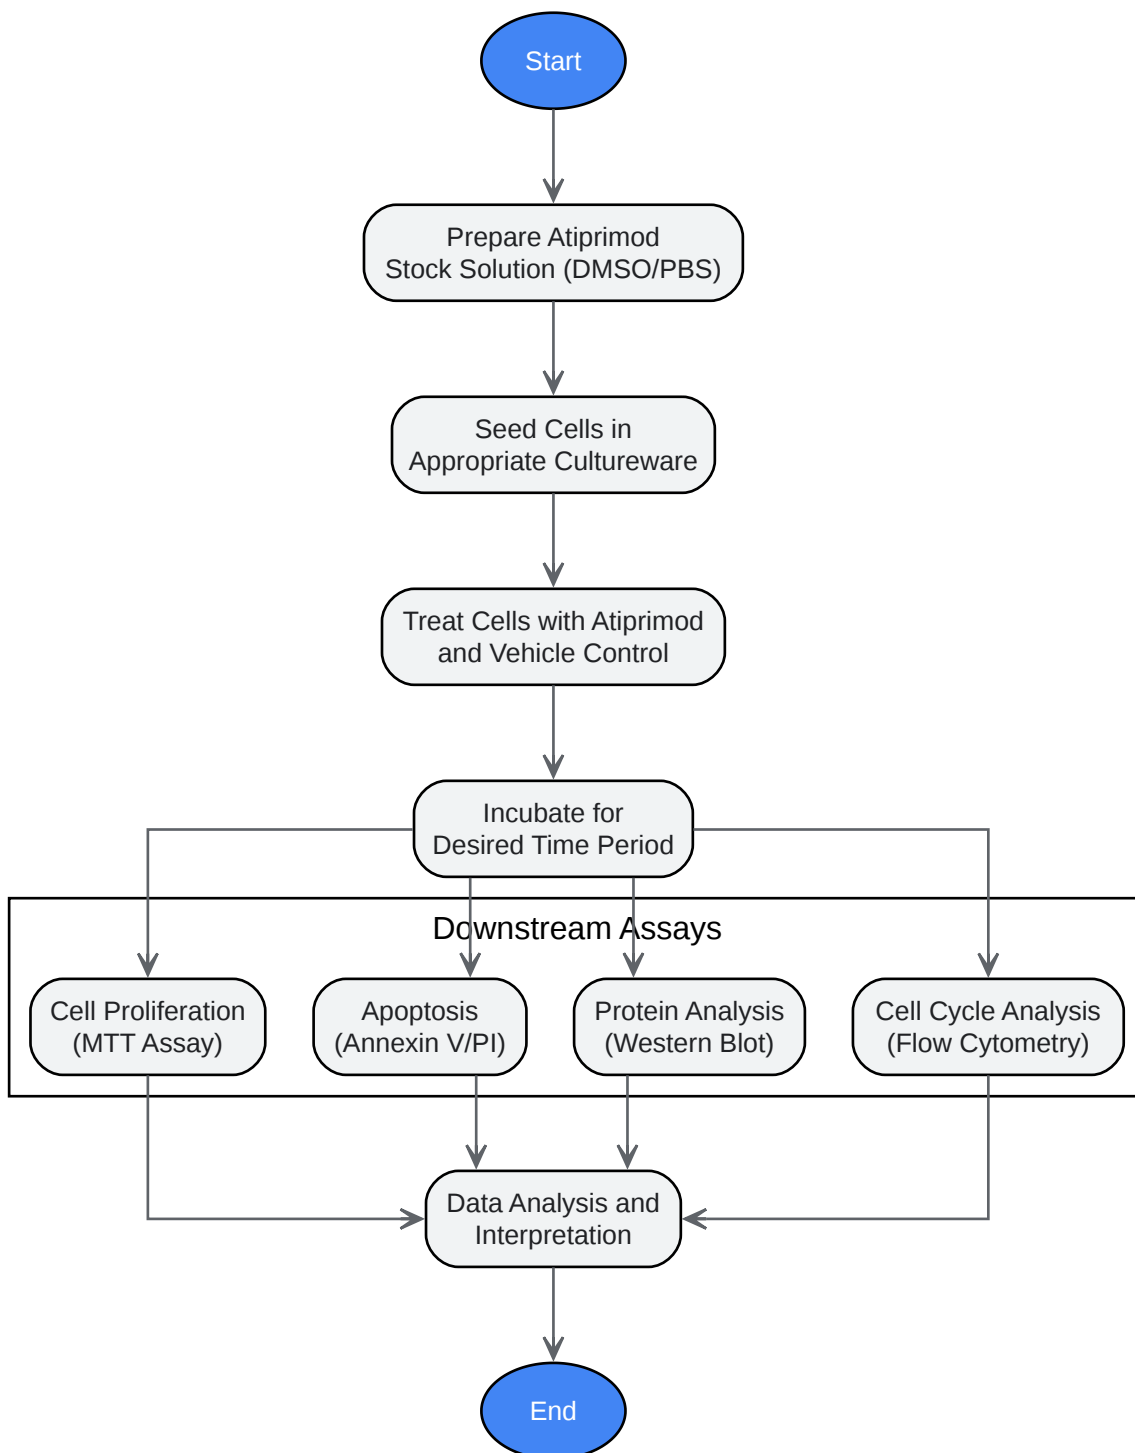 Start
Prepare Atiprimod
Stock Solution (DMSO/PBS)
Seed Cells in
Appropriate Cultureware
Treat Cells with Atiprimod
and Vehicle Control
Incubate for
Desired Time Period
Downstream Assays
Cell Proliferation
(MTT Assay)
Apoptosis
(Annexin V/PI)
Protein Analysis
(Western Blot)
Cell Cycle Analysis
(Flow Cytometry)
Data Analysis and
Interpretation
End